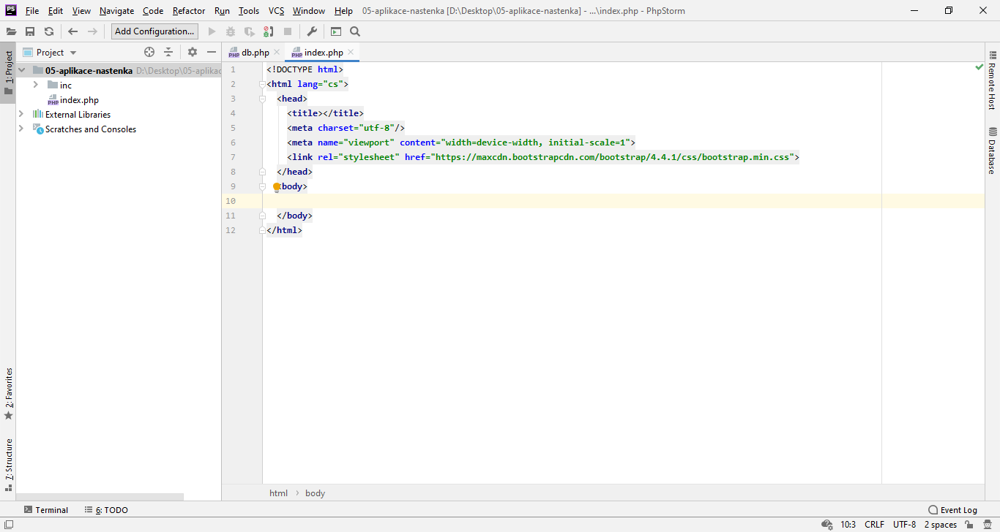 PS File Edit View Navigate Code Refactor Run Tools VCS Window Help 05-aplikace-nastenka [D:\Desktop\05-aplikace-nastenka] - ...\index.php - PhpStorm
Add Configuration...
1: Project
Project
PHP db.php
PHP index.php
05-aplikace-nastenka D:\Desktop\05-aplikac
inc
PHP index.php
External Libraries
Scratches and Consoles
1 <!DOCTYPE html>
2 <html lang="cs">
3 <head>
4 <title></title>
5 <meta charset="utf-8"/>
6 <meta name="viewport" content="width=device-width, initial-scale=1">
7 <link rel="stylesheet" href="https://maxcdn.bootstrapcdn.com/bootstrap/4.4.1/css/bootstrap.min.css">
8 </head>
9 body>
10
11 </body>
12 </html>
Remote Host
Database
2: Favorites
7: Structure
html › body
Terminal 6: TODO Event Log
10:3 CRLF UTF-8 2 spaces